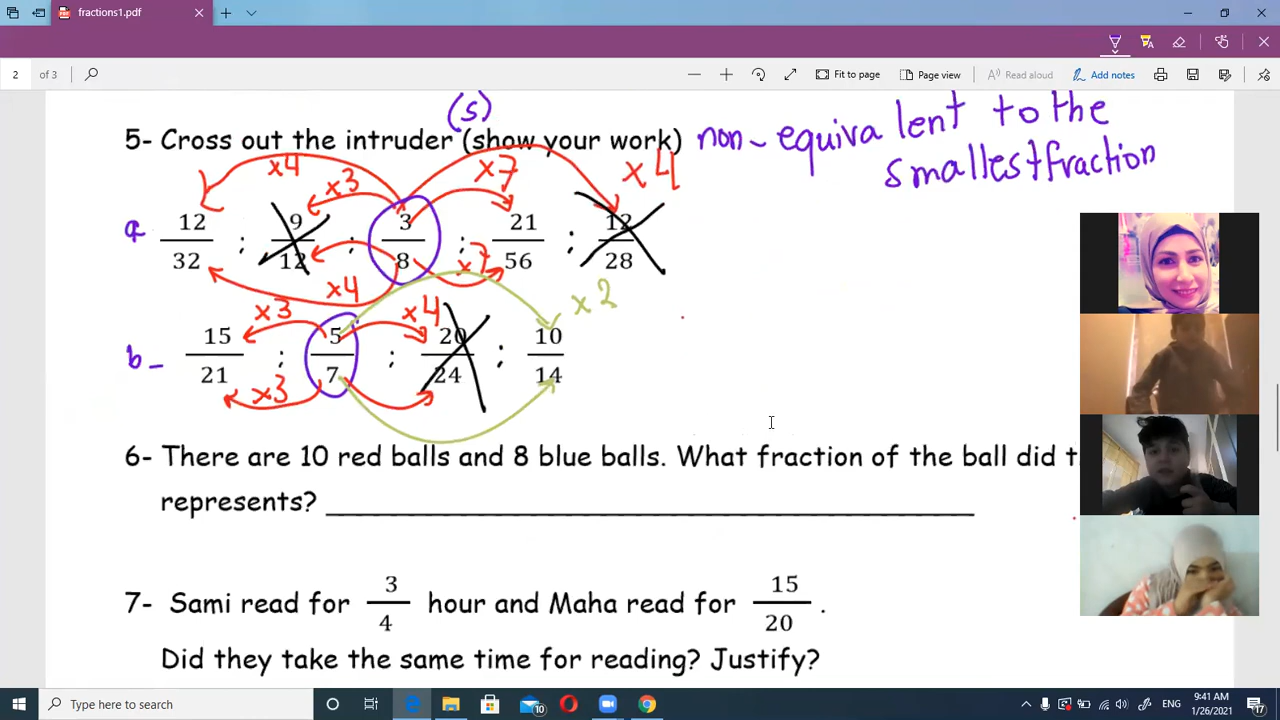 fractions1.pdf
2 of 3 Fit to page Page view Read aloud Add notes
(s)
5- Cross out the intruder (show your work) non-equivalent to the
smallest fraction
x4 x3 x7 x4
a 12/32 ; 9/12 ; 3/8 ; 21/56 ; 12/28
x4 x7
x3 x4 x2
b- 15/21 ; 5/7 ; 20/24 ; 10/14
x3
6- There are 10 red balls and 8 blue balls. What fraction of the ball did
represents?
7- Sami read for 3/4 hour and Maha read for 15/20 .
Did they take the same time for reading? Justify?
Type here to search
10
9:41 AM
1/26/2021
17